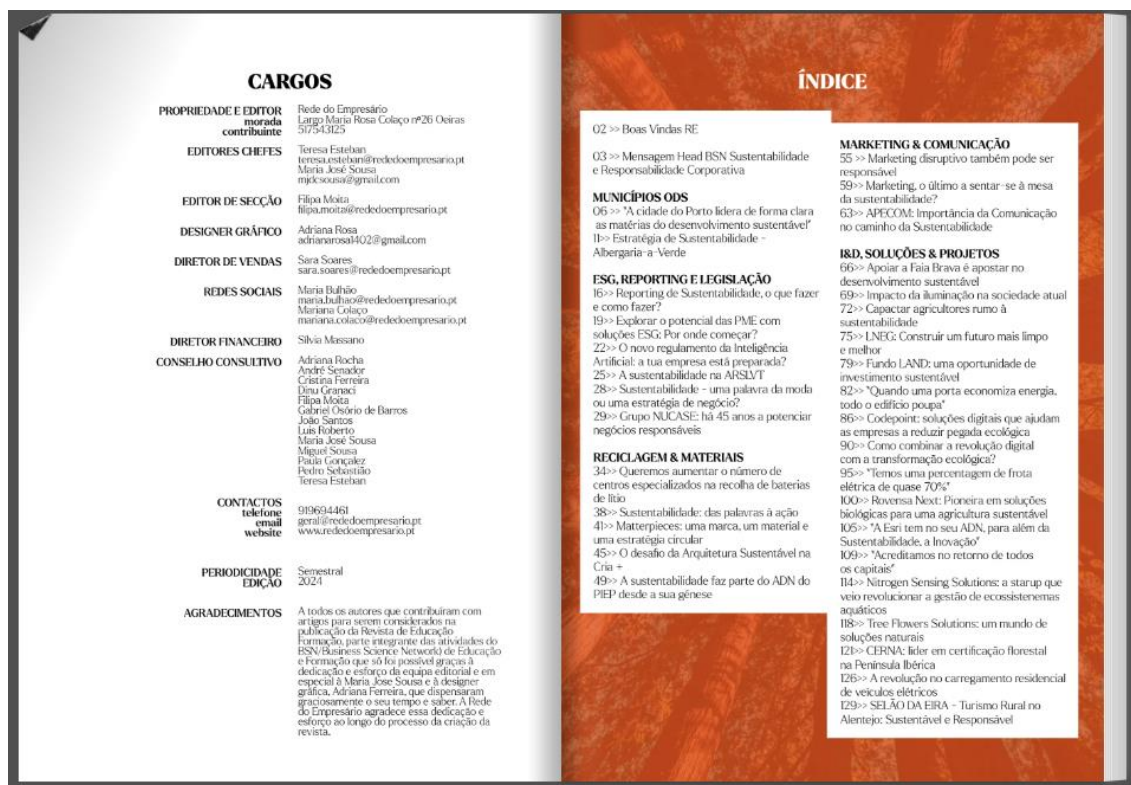 CARGOS
PROPRIEDADE E EDITOR Rede do Empresário
morada Largo Maria Rosa Colaço nº26 Oeiras
contribuinte 517543125
EDITORES CHEFES Teresa Esteban
teresa.esteban@rededoempresario.pt
Maria José Sousa
mjdcsousa@gmail.com
EDITOR DE SECÇÃO Filipa Moita
filipa.moita@rededoempresario.pt
DESIGNER GRÁFICO Adriana Rosa
adrianarosa1402@gmail.com
DIRETOR DE VENDAS Sara Soares
sara.soares@rededoempresario.pt
REDES SOCIAIS Maria Bulhão
maria.bulhao@rededoempresario.pt
Mariana Colaço
mariana.colaco@rededoempresario.pt
DIRETOR FINANCEIRO Sílvia Massano
CONSELHO CONSULTIVO Adriana Rocha
André Senador
Cristina Ferreira
Dinu Granaci
Filipa Moita
Gabriel Osório de Barros
João Santos
Luis Roberto
Maria José Sousa
Miguel Sousa
Paula Gonçalez
Pedro Sebastião
Teresa Esteban
CONTACTOS
telefone 919694461
email geral@rededoempresario.pt
website www.rededoempresario.pt
PERIODICIDADE Semestral
EDIÇÃO 2024
AGRADECIMENTOS A todos os autores que contribuíram com
artigos para serem considerados na
publicação da Revista de Educação
Formação, parte integrante das atividades do
BSN(Business Science Network) de Educação
e Formação que só foi possível graças à
dedicação e esforço da equipa editorial e em
especial à Maria Jose Sousa e à designer
gráfica, Adriana Ferreira, que dispensaram
graciosamente o seu tempo e saber. A Rede
do Empresário agradece essa dedicação e
esforço ao longo do processo da criação da
revista.
ÍNDICE
02 >> Boas Vindas RE
03 >> Mensagem Head BSN Sustentabilidade
e Responsabilidade Corporativa
MUNICÍPIOS ODS
06 >> "A cidade do Porto lidera de forma clara
as matérias do desenvolvimento sustentável"
11>> Estratégia de Sustentabilidade -
Albergaria-a-Verde
ESG, REPORTING E LEGISLAÇÃO
16>> Reporting de Sustentabilidade, o que fazer
e como fazer?
19>> Explorar o potencial das PME com
soluções ESG: Por onde começar?
22>> O novo regulamento da Inteligência
Artificial: a tua empresa está preparada?
25>> A sustentabilidade na ARSLVT
28>> Sustentabilidade - uma palavra da moda
ou uma estratégia de negócio?
29>> Grupo NUCASE: há 45 anos a potenciar
negócios responsáveis
RECICLAGEM & MATERIAIS
34>> Queremos aumentar o número de
centros especializados na recolha de baterias
de lítio
38>> Sustentabilidade: das palavras à ação
41>> Matterpieces: uma marca, um material e
uma estratégia circular
45>> O desafio da Arquitetura Sustentável na
Cria +
49>> A sustentabilidade faz parte do ADN do
PIEP desde a sua génese
MARKETING & COMUNICAÇÃO
55 >> Marketing disruptivo também pode ser
responsável
59>> Marketing, o último a sentar-se à mesa
da sustentabilidade?
63>> APECOM: Importância da Comunicação
no caminho da Sustentabilidade
I&D, SOLUÇÕES & PROJETOS
66>> Apoiar a Faia Brava é apostar no
desenvolvimento sustentável
69>> Impacto da iluminação na sociedade atual
72>> Capactar agricultores rumo à
sustentabilidade
75>> LNEG: Construir um futuro mais limpo
e melhor
79>> Fundo LAND: uma oportunidade de
investimento sustentável
82>> "Quando uma porta economiza energia,
todo o edifício poupa"
86>> Codepoint: soluções digitais que ajudam
as empresas a reduzir pegada ecológica
90>> Como combinar a revolução digital
com a transformação ecológica?
95>> "Temos uma percentagem de frota
elétrica de quase 70%"
100>> Rovensa Next: Pioneira em soluções
biológicas para uma agricultura sustentável
105>> "A Esri tem no seu ADN, para além da
Sustentabilidade, a Inovação"
109>> "Acreditamos no retorno de todos
os capitais"
114>> Nitrogen Sensing Solutions: a starup que
veio revolucionar a gestão de ecossistenemas
aquáticos
118>> Tree Flowers Solutions: um mundo de
soluções naturais
121>> CERNA: líder em certificação florestal
na Península Ibérica
126>> A revolução no carregamento residencial
de veículos elétricos
129>> SELÃO DA EIRA - Turismo Rural no
Alentejo: Sustentável e Responsável